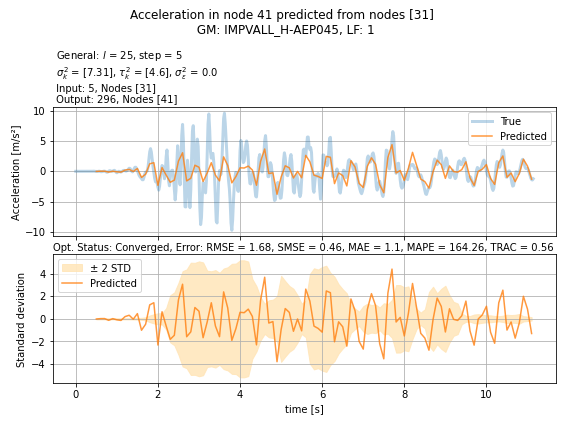 Acceleration in node 41 predicted from nodes [31]
GM: IMPVALL_H-AEP045, LF: 1
General: l = 25, step = 5
σ²ₖ = [7.31], τ²ₖ = [4.6], σ²ε = 0.0
Input: 5, Nodes [31]
Output: 296, Nodes [41]
10
5
0
−5
−10
Acceleration [m/s²]
True
Predicted
Opt. Status: Converged, Error: RMSE = 1.68, SMSE = 0.46, MAE = 1.1, MAPE = 164.26, TRAC = 0.56
4
2
0
−2
−4
Standard deviation
± 2 STD
Predicted
0 2 4 6 8 10
time [s]